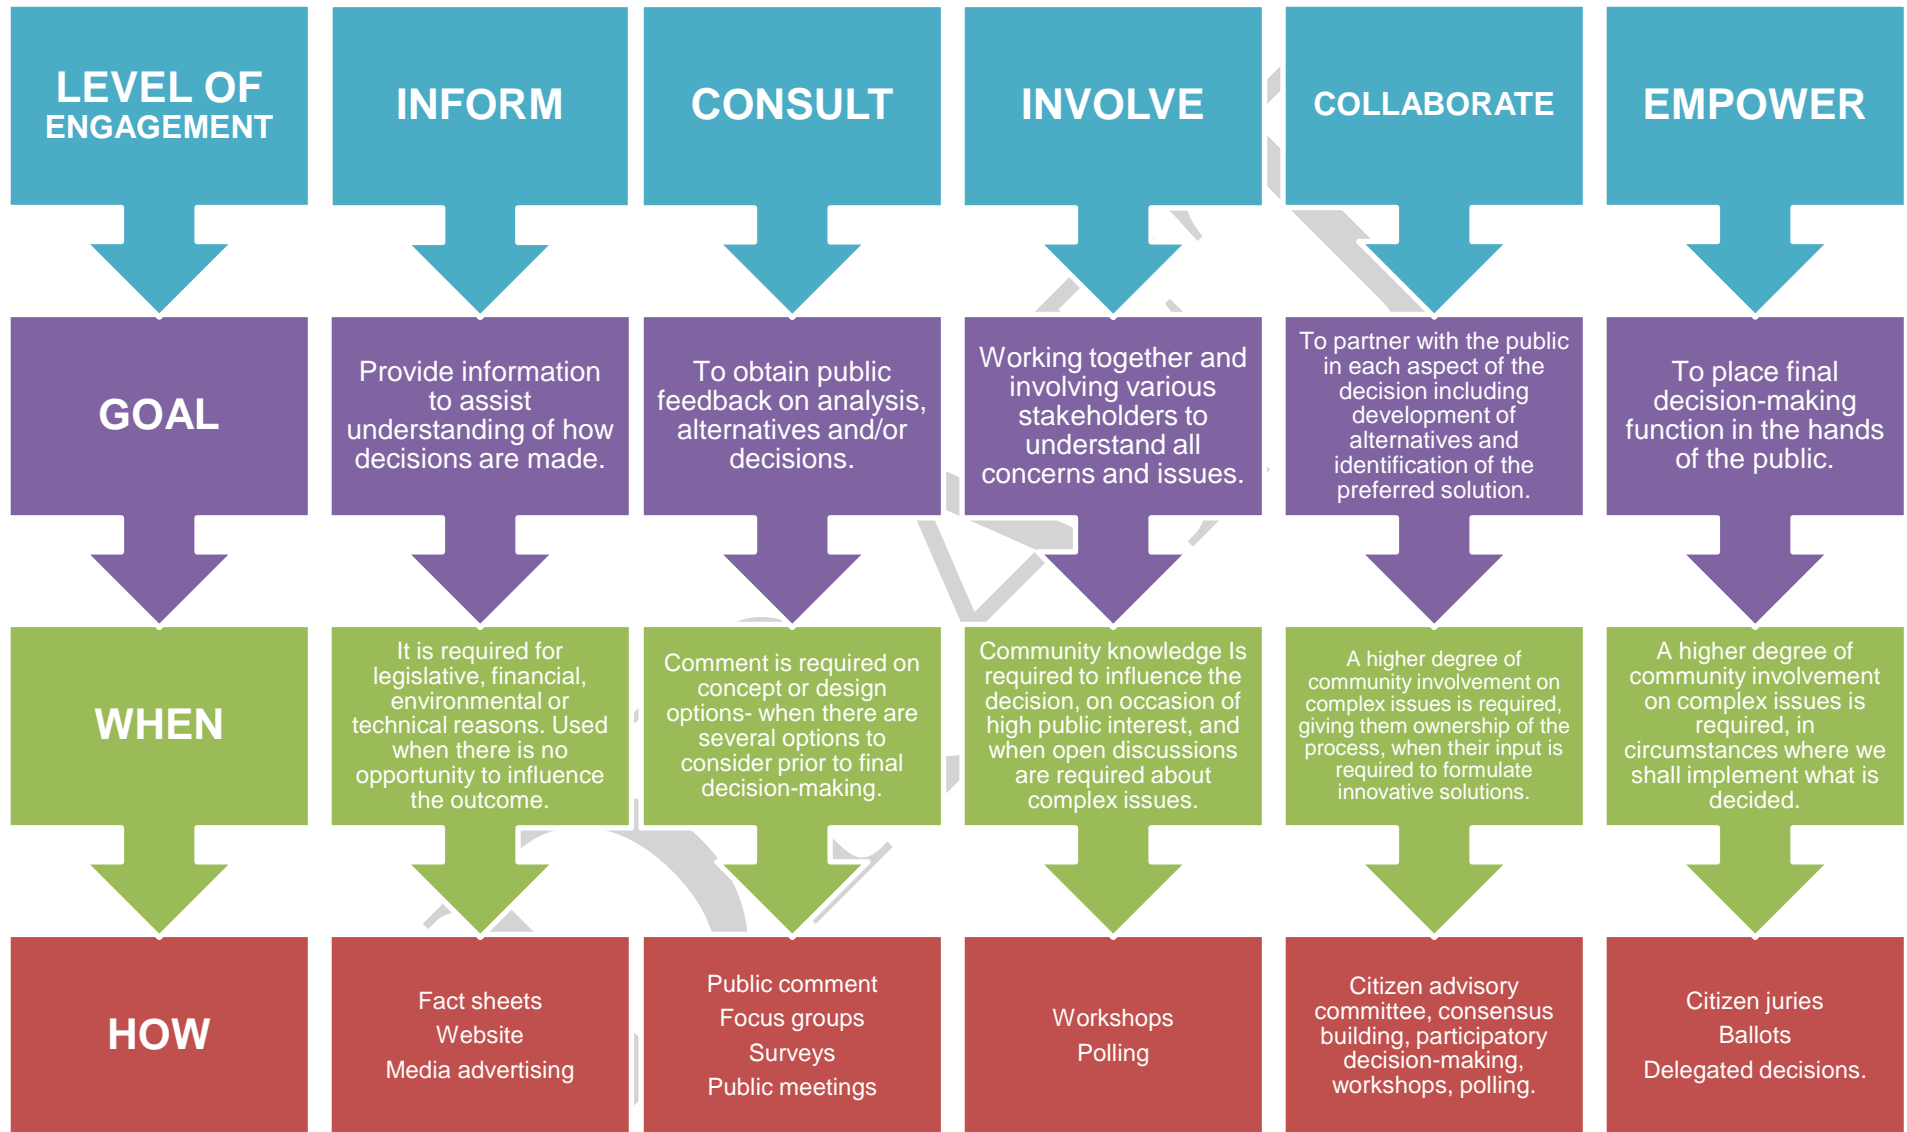 LEVEL OF
ENGAGEMENT
INFORM
CONSULT
INVOLVE
COLLABORATE
EMPOWER
GOAL
Provide information
to assist
understanding of how
decisions are made.
To obtain public
feedback on analysis,
alternatives and/or
decisions.
Working together and
involving various
stakeholders to
understand all
concerns and issues.
To partner with the public
in each aspect of the
decision including
development of
alternatives and
identification of the
preferred solution.
To place final
decision-making
function in the hands
of the public.
WHEN
It is required for
legislative, financial,
environmental or
technical reasons. Used
when there is no
opportunity to influence
the outcome.
Comment is required on
concept or design
options- when there are
several options to
consider prior to final
decision-making.
Community knowledge Is
required to influence the
decision, on occasion of
high public interest, and
when open discussions
are required about
complex issues.
A higher degree of
community involvement on
complex issues is required,
giving them ownership of the
process, when their input is
required to formulate
innovative solutions.
A higher degree of
community involvement
on complex issues is
required, in
circumstances where we
shall implement what is
decided.
HOW
Fact sheets
Website
Media advertising
Public comment
Focus groups
Surveys
Public meetings
Workshops
Polling
Citizen advisory
committee, consensus
building, participatory
decision-making,
workshops, polling.
Citizen juries
Ballots
Delegated decisions.